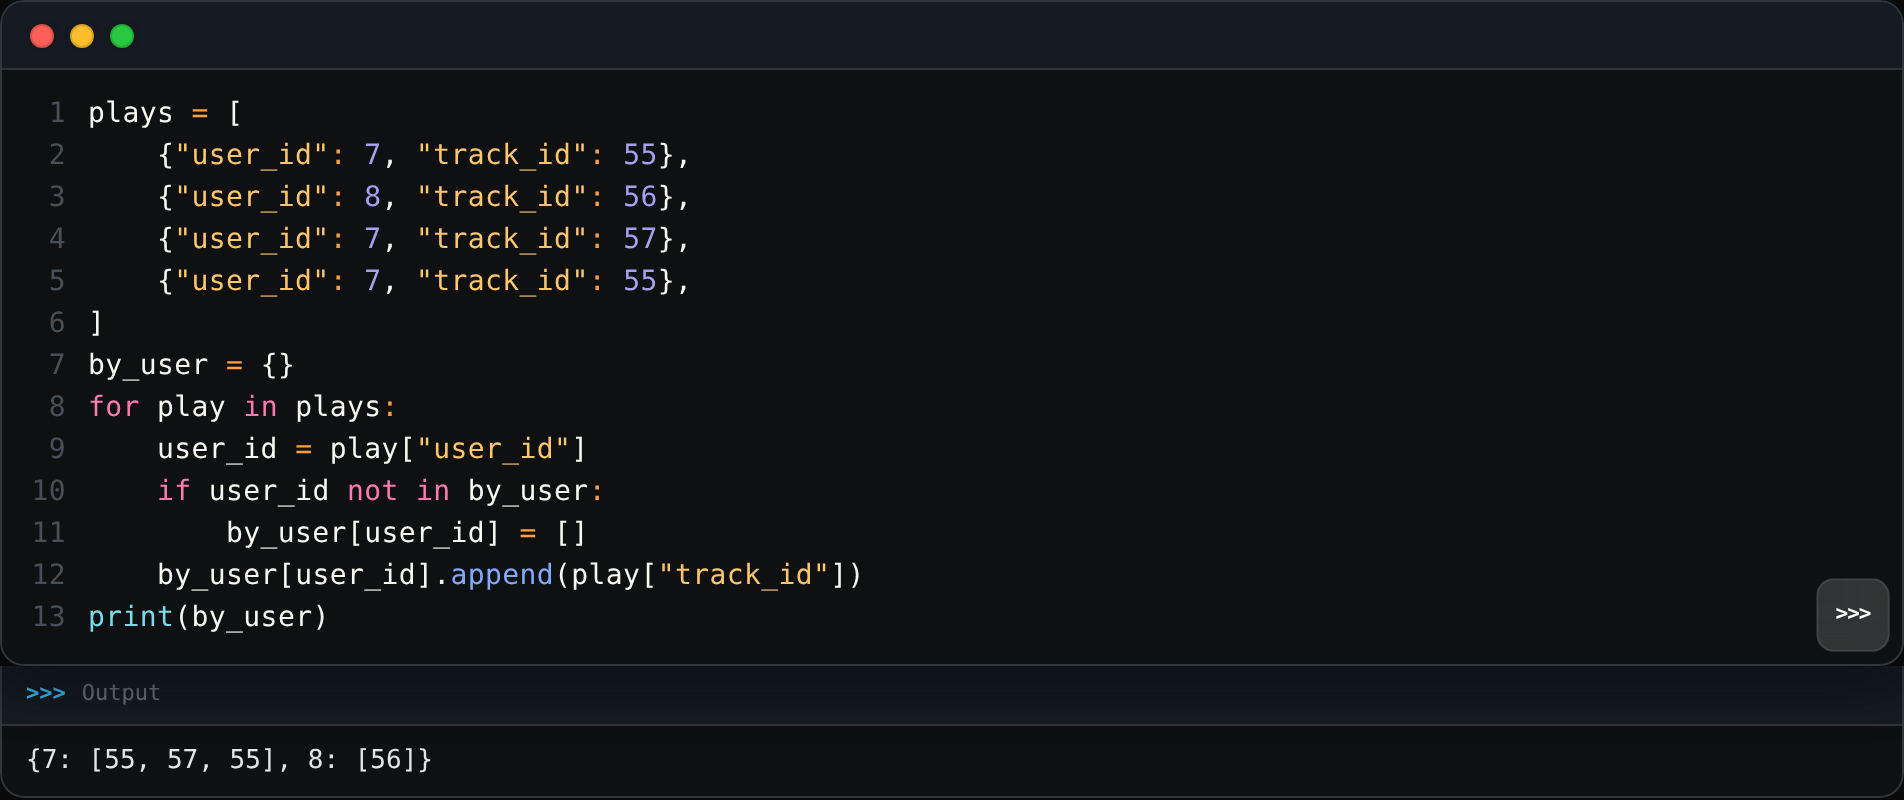 1 plays = [
2     {"user_id": 7, "track_id": 55},
3     {"user_id": 8, "track_id": 56},
4     {"user_id": 7, "track_id": 57},
5     {"user_id": 7, "track_id": 55},
6 ]
7 by_user = {}
8 for play in plays:
9     user_id = play["user_id"]
10     if user_id not in by_user:
11         by_user[user_id] = []
12     by_user[user_id].append(play["track_id"])
13 print(by_user)
>>>
>>> Output
{7: [55, 57, 55], 8: [56]}